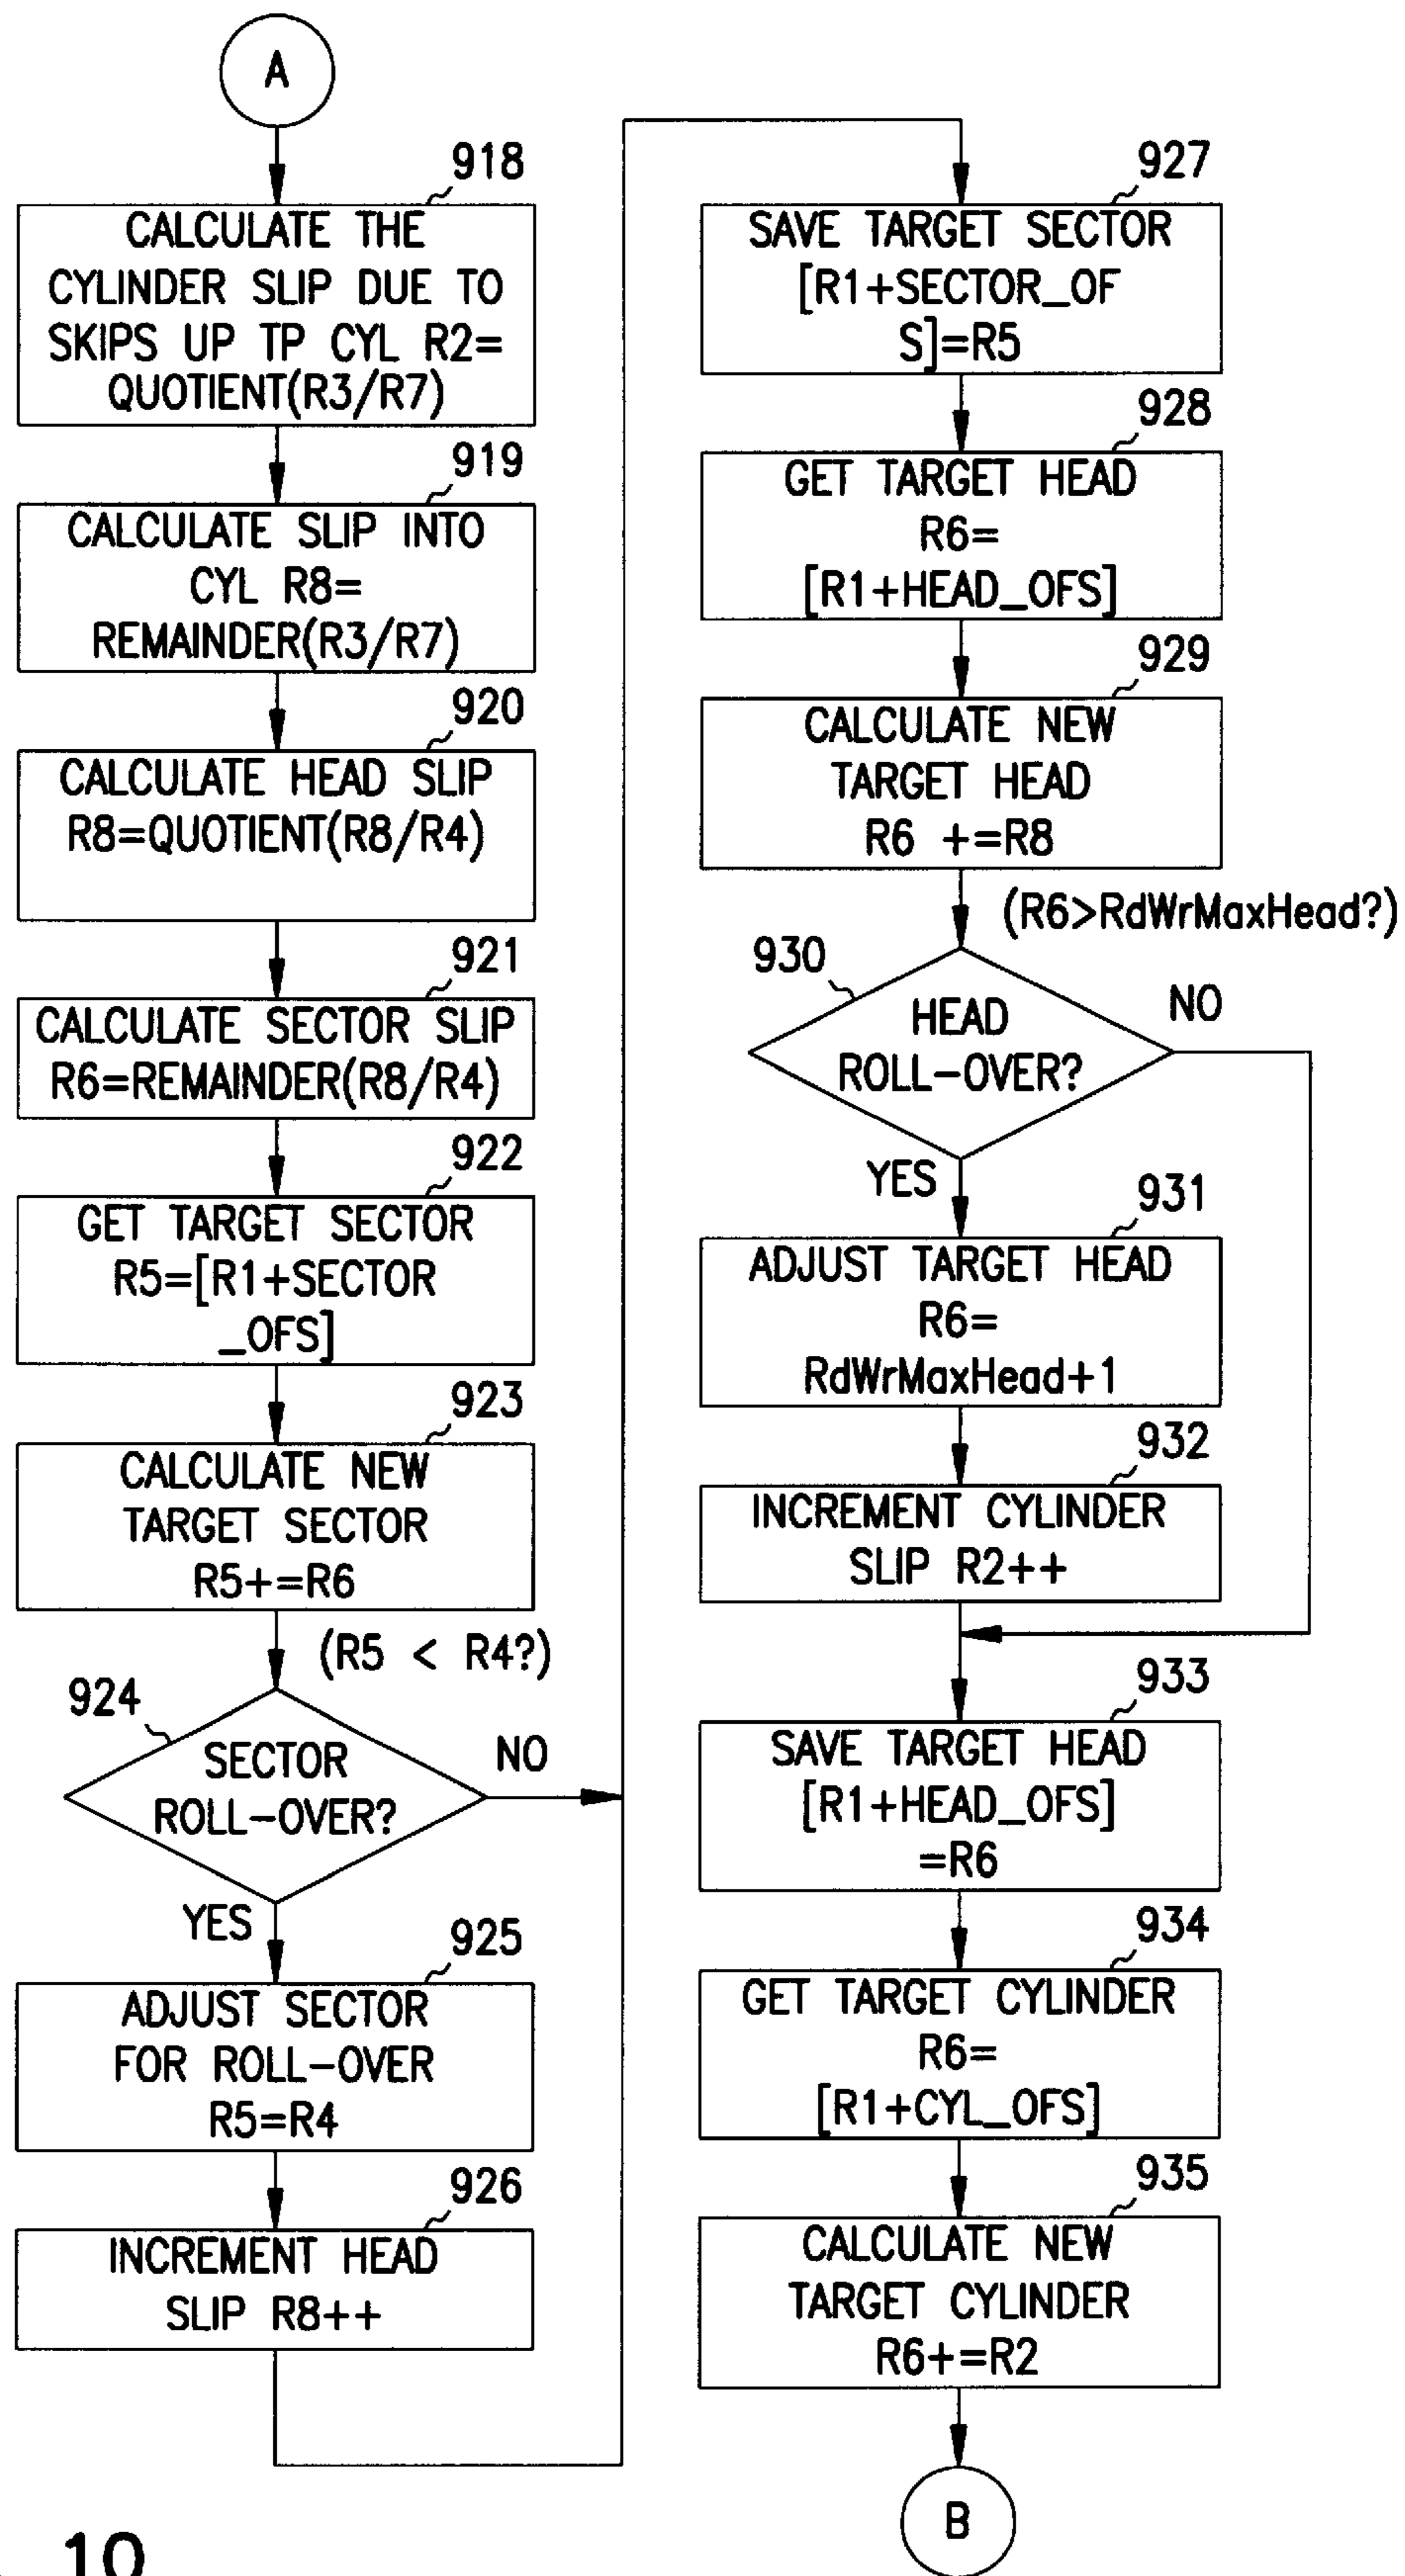 A
918
CALCULATE THE
CYLINDER SLIP DUE TO
SKIPS UP TP CYL R2=
QUOTIENT(R3/R7)
919
CALCULATE SLIP INTO
CYL R8=
REMAINDER(R3/R7)
920
CALCULATE HEAD SLIP
R8=QUOTIENT(R8/R4)
921
CALCULATE SECTOR SLIP
R6=REMAINDER(R8/R4)
922
GET TARGET SECTOR
R5=[R1+SECTOR
_OFS]
923
CALCULATE NEW
TARGET SECTOR
R5+=R6
(R5 < R4?)
924
SECTOR
ROLL-OVER?
NO
YES
925
ADJUST SECTOR
FOR ROLL-OVER
R5=R4
926
INCREMENT HEAD
SLIP R8++
927
SAVE TARGET SECTOR
[R1+SECTOR_OF
S]=R5
928
GET TARGET HEAD
R6=
[R1+HEAD_OFS]
929
CALCULATE NEW
TARGET HEAD
R6 +=R8
(R6>RdWrMaxHead?)
930
HEAD
ROLL-OVER?
NO
YES
931
ADJUST TARGET HEAD
R6=
RdWrMaxHead+1
932
INCREMENT CYLINDER
SLIP R2++
933
SAVE TARGET HEAD
[R1+HEAD_OFS]
=R6
934
GET TARGET CYLINDER
R6=
[R1+CYL_OFS]
935
CALCULATE NEW
TARGET CYLINDER
R6+=R2
B
10